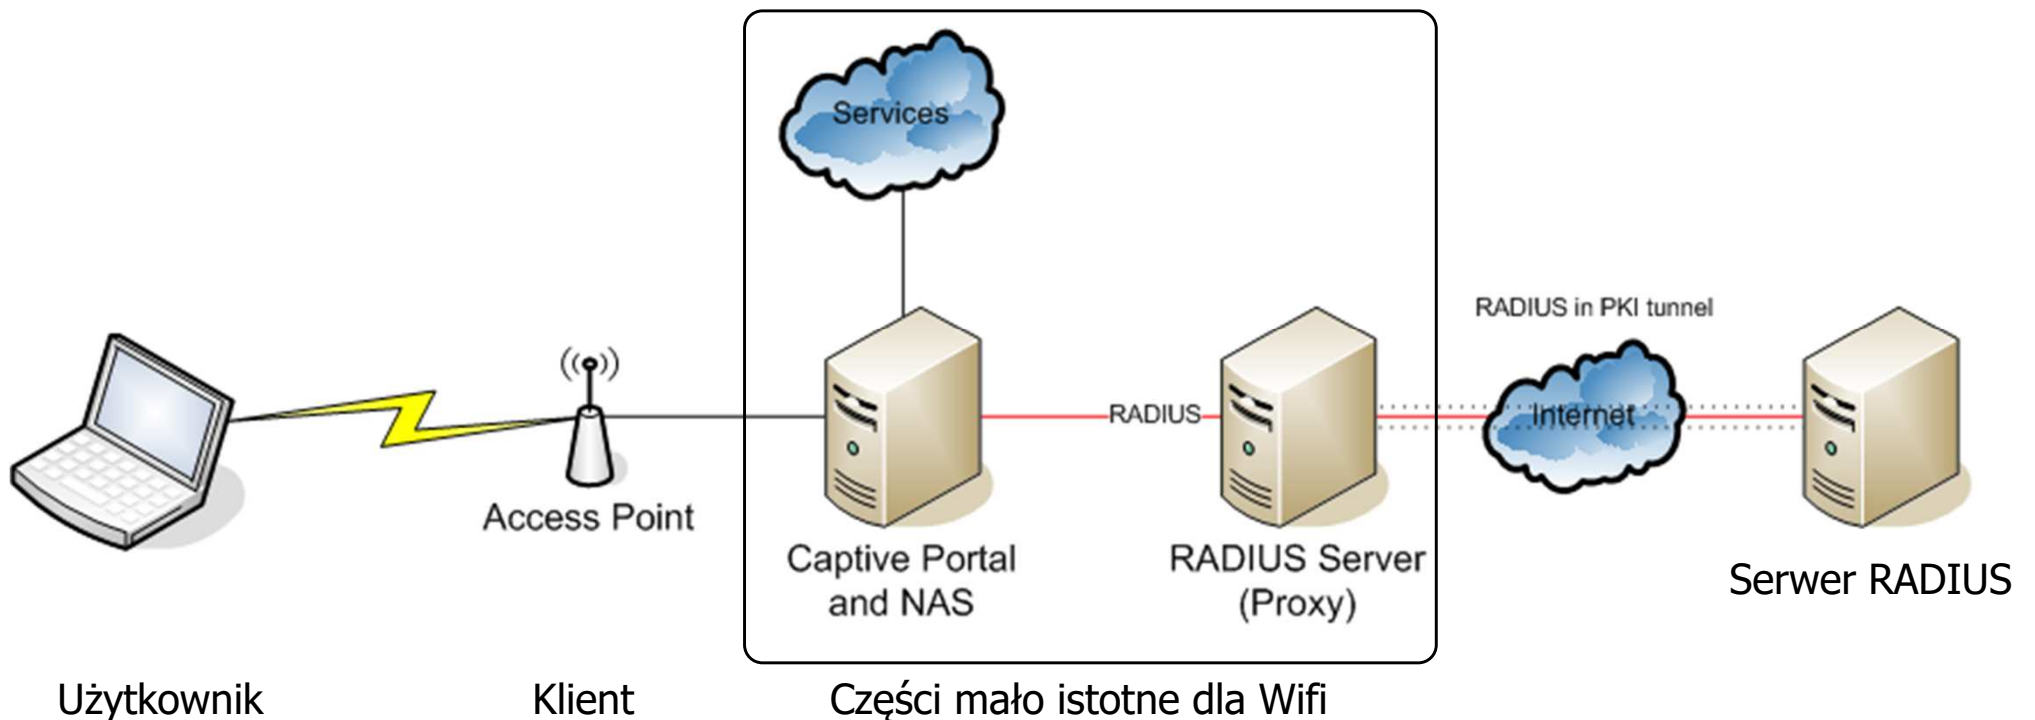 Services
RADIUS in PKI tunnel
RADIUS
Internet
Access Point
Captive Portal
and NAS
RADIUS Server
(Proxy)
Serwer RADIUS
Użytkownik
Klient
Części mało istotne dla Wifi